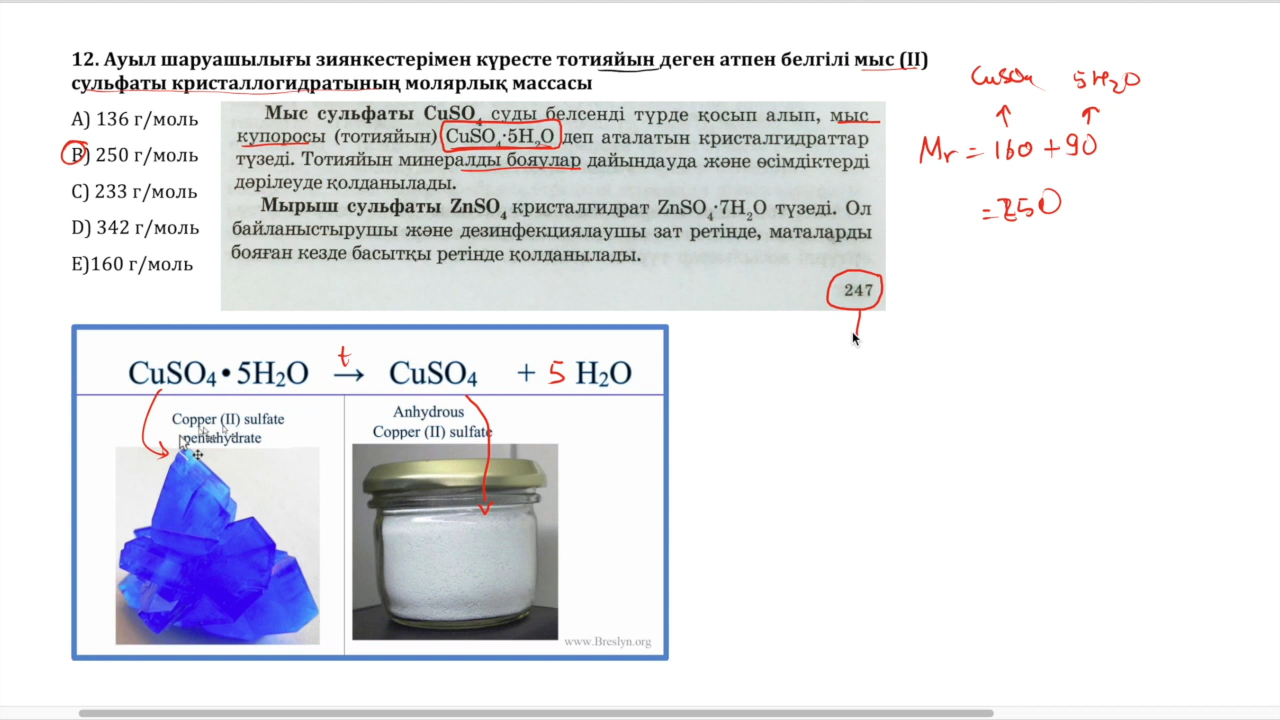 12. Ауыл шаруашылығы зиянкестерімен күресте тотияйын деген атпен белгілі мыс (II)
сульфаты кристаллогидратының молярлық массасы
A) 136 г/моль
B) 250 г/моль
C) 233 г/моль
D) 342 г/моль
E)160 г/моль
Мыс сульфаты CuSO₄ суды белсенді түрде қосып алып, мыс
купоросы (тотияйын) CuSO₄·5H₂O деп аталатын кристалгидраттар
түзеді. Тотияйын минералды бояулар дайындауда және өсімдіктерді
дәрілеуде қолданылады.
Мырыш сульфаты ZnSO₄ кристалгидрат ZnSO₄·7H₂O түзеді. Ол
байланыстырушы және дезинфекциялаушы зат ретінде, маталарды
бояған кезде басытқы ретінде қолданылады.
247
CuSO₄ 5H₂O
Mr = 160 + 90
= 250
t
CuSO₄ • 5H₂O → CuSO₄ + 5 H₂O
Copper (II) sulfate
pentahydrate
Anhydrous
Copper (II) sulfate
www.Breslyn.org